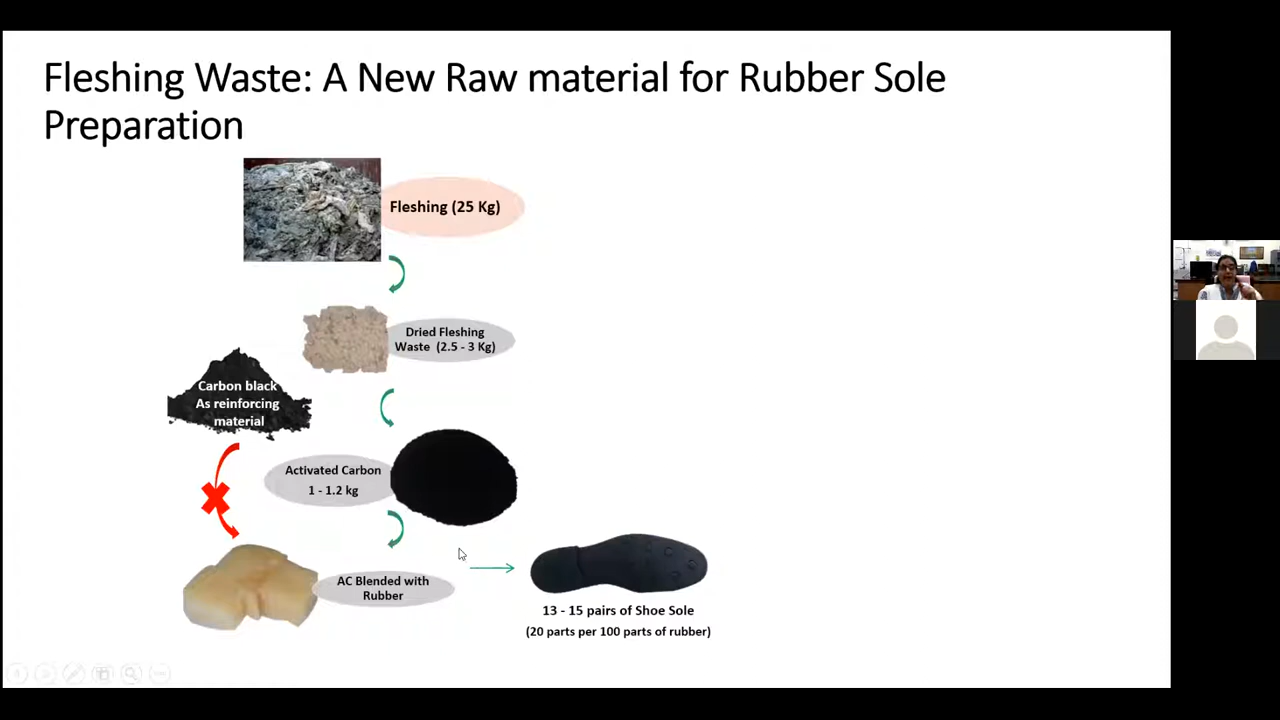 Fleshing Waste: A New Raw material for Rubber Sole
Preparation
Fleshing (25 Kg)
Dried Fleshing
Waste (2.5 - 3 Kg)
Carbon black
As reinforcing
material
Activated Carbon
1 - 1.2 kg
AC Blended with
Rubber
13 - 15 pairs of Shoe Sole
(20 parts per 100 parts of rubber)